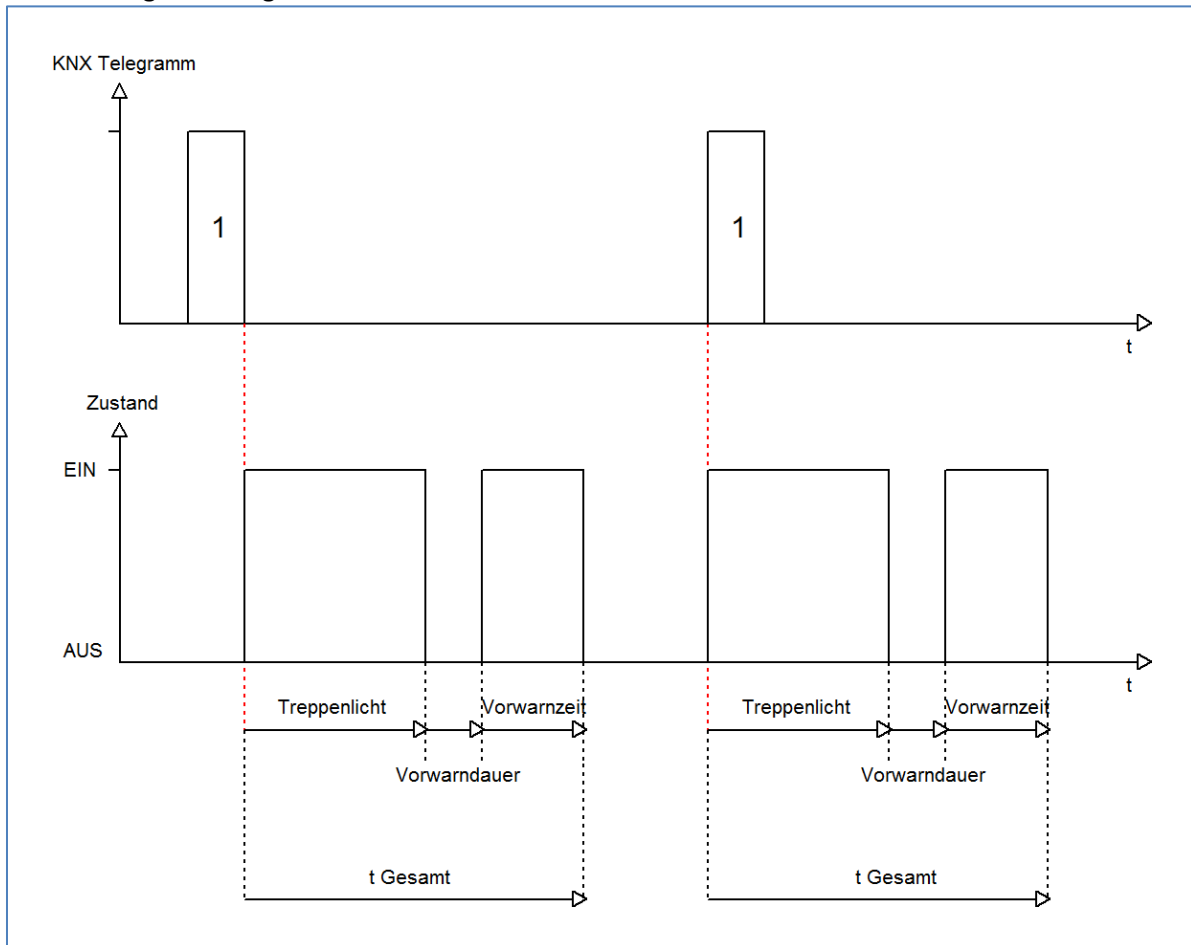 KNX Telegramm
1
1
t
Zustand
EIN
AUS
t
Treppenlicht
Vorwarnzeit
Treppenlicht
Vorwarnzeit
Vorwarndauer
Vorwarndauer
t Gesamt
t Gesamt